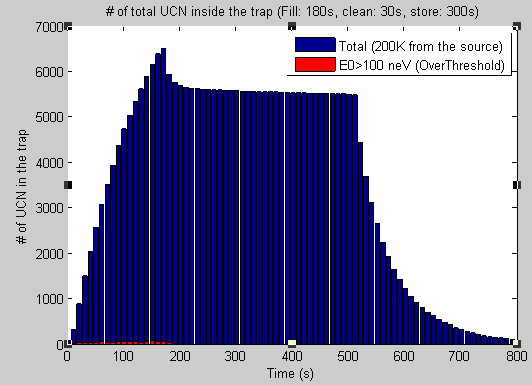 # of total UCN inside the trap (Fill: 180s, clean: 30s, store: 300s)
Total (200K from the source)
E0>100 neV (OverThreshold)
# of UCN in the trap
7000
6000
5000
4000
3000
2000
1000
0
0 100 200 300 400 500 600 700 800
Time (s)